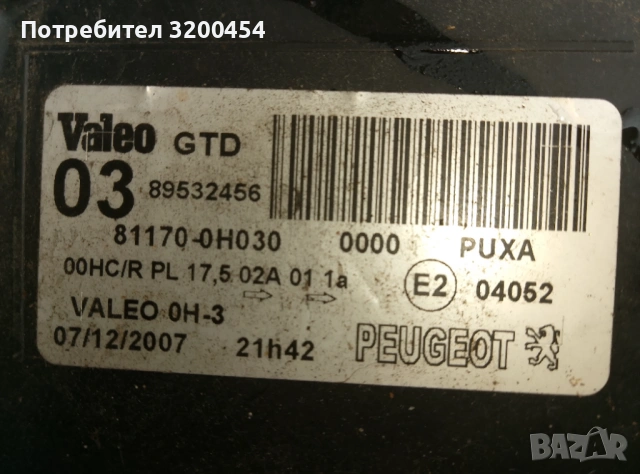 Потребител 3200454
Valeo GTD
03 89532456
81170-0H030 0000 PUXA
00HC/R PL 17,5 02A 01 1a E2 04052
VALEO 0H-3
07/12/2007 21h42 PEUGEOT
BAZAR